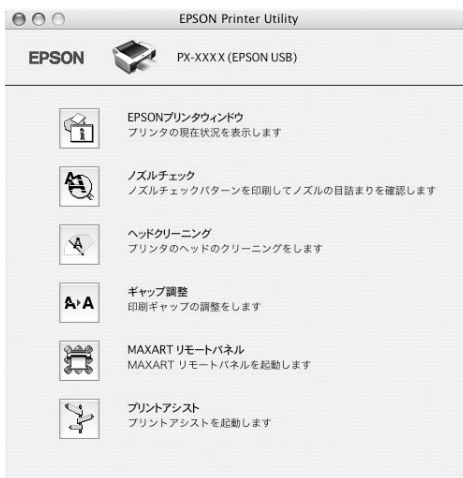 EPSON Printer Utility
EPSON PX-XXXX (EPSON USB)
EPSONプリンタウィンドウ
プリンタの現在状況を表示します
ノズルチェック
ノズルチェックパターンを印刷してノズルの目詰まりを確認します
ヘッドクリーニング
プリンタのヘッドのクリーニングをします
A▸A
ギャップ調整
印刷ギャップの調整をします
MAXART リモートパネル
MAXART リモートパネルを起動します
プリントアシスト
プリントアシストを起動します